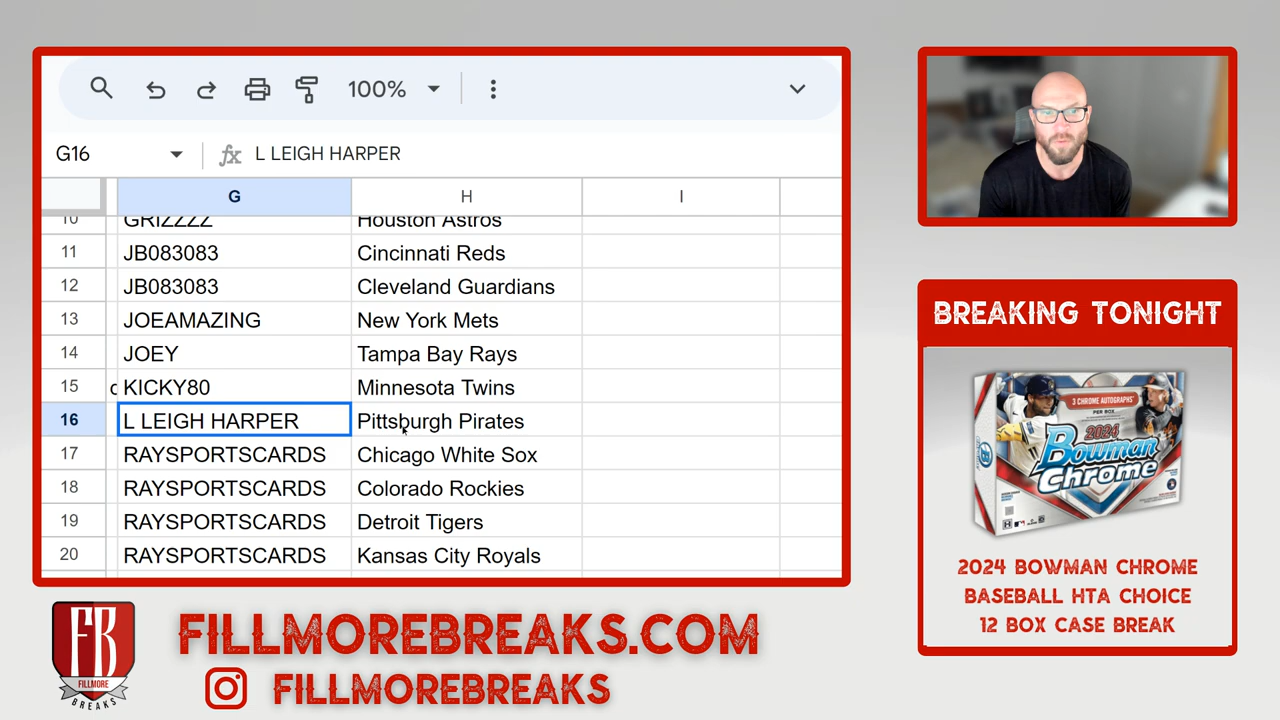 100%
G16
fx L LEIGH HARPER
G H I
10 GRIZZZZ Houston Astros
11 JB083083 Cincinnati Reds
12 JB083083 Cleveland Guardians
13 JOEAMAZING New York Mets
14 JOEY Tampa Bay Rays
15 KICKY80 Minnesota Twins
16 L LEIGH HARPER Pittsburgh Pirates
17 RAYSPORTSCARDS Chicago White Sox
18 RAYSPORTSCARDS Colorado Rockies
19 RAYSPORTSCARDS Detroit Tigers
20 RAYSPORTSCARDS Kansas City Royals
BREAKING TONIGHT
3 CHROME AUTOGRAPHS
PER BOX
2024
Bowman
Chrome
2024 BOWMAN CHROME
BASEBALL HTA CHOICE
12 BOX CASE BREAK
FB
FILLMORE
BREAKS
FILLMOREBREAKS.COM
FILLMOREBREAKS